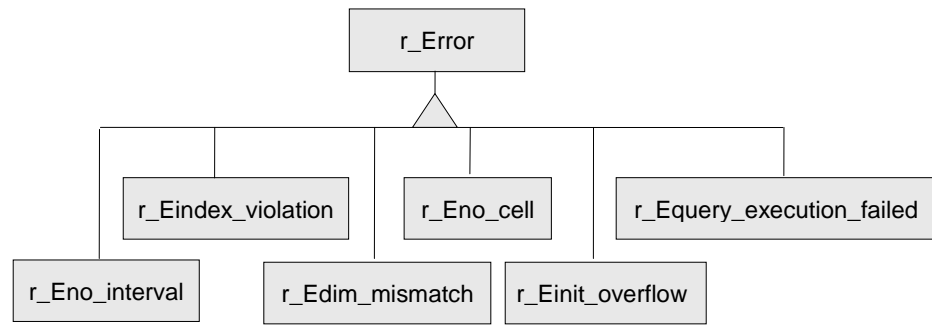 r_Error
r_Eindex_violation
r_Eno_cell
r_Equery_execution_failed
r_Eno_interval
r_Edim_mismatch
r_Einit_overflow